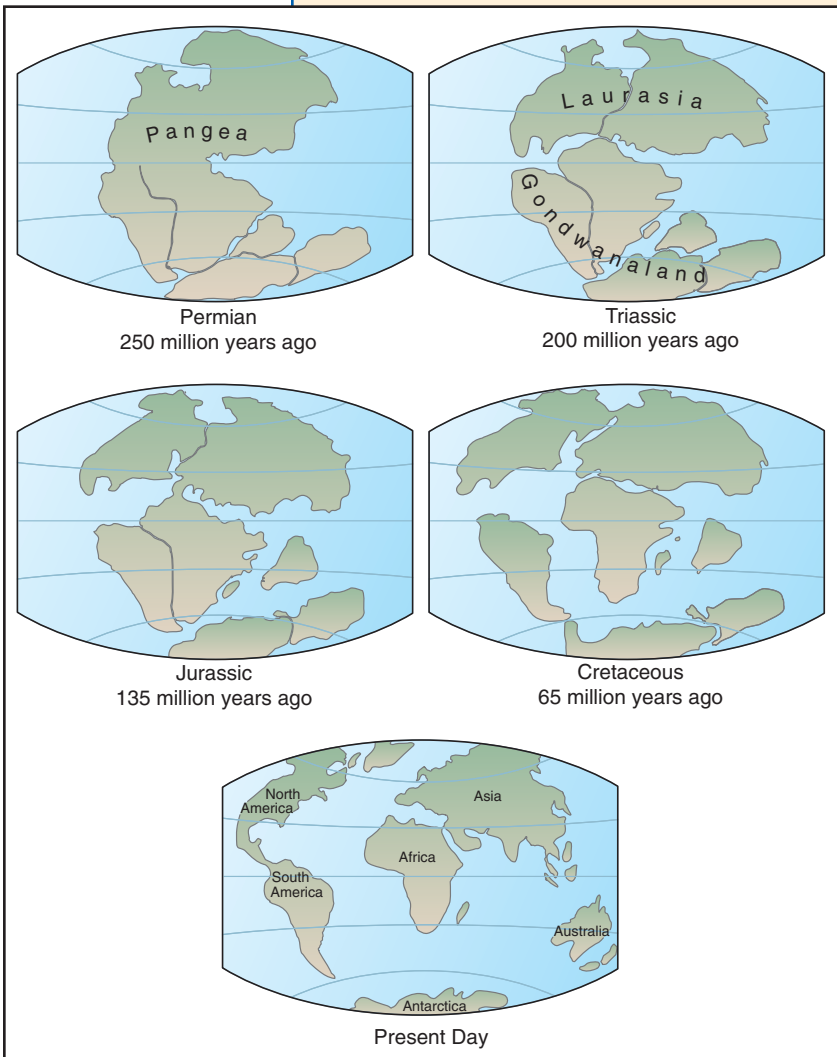 Pangea
Permian
250 million years ago
Laurasia
Gondwanaland
Triassic
200 million years ago
Jurassic
135 million years ago
Cretaceous
65 million years ago
North
America
Asia
Africa
South
America
Australia
Antarctica
Present Day